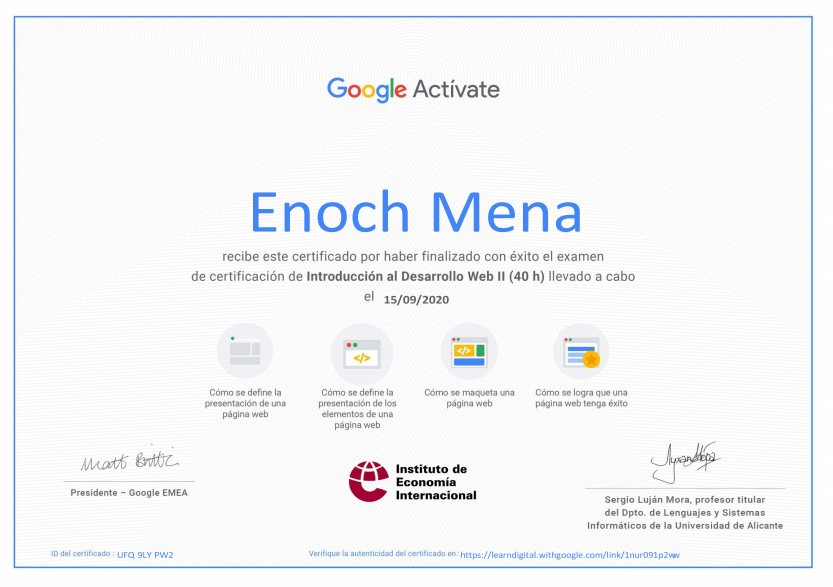 Google Actívate
Enoch Mena
recibe este certificado por haber finalizado con éxito el examen
de certificación de Introducción al Desarrollo Web II (40 h) llevado a cabo
el 15/09/2020
Cómo se define la
presentación de una
página web
Cómo se define la
presentación de los
elementos de una
página web
Cómo se maqueta una
página web
Cómo se logra que una
página web tenga éxito
Matt Brittin
Presidente – Google EMEA
Instituto de
Economía
Internacional
Sergio Luján Mora, profesor titular
del Dpto. de Lenguajes y Sistemas
Informáticos de la Universidad de Alicante
ID del certificado : UFQ 9LY PW2
Verifique la autenticidad del certificado en: https://learndigital.withgoogle.com/link/1nur091p2ww